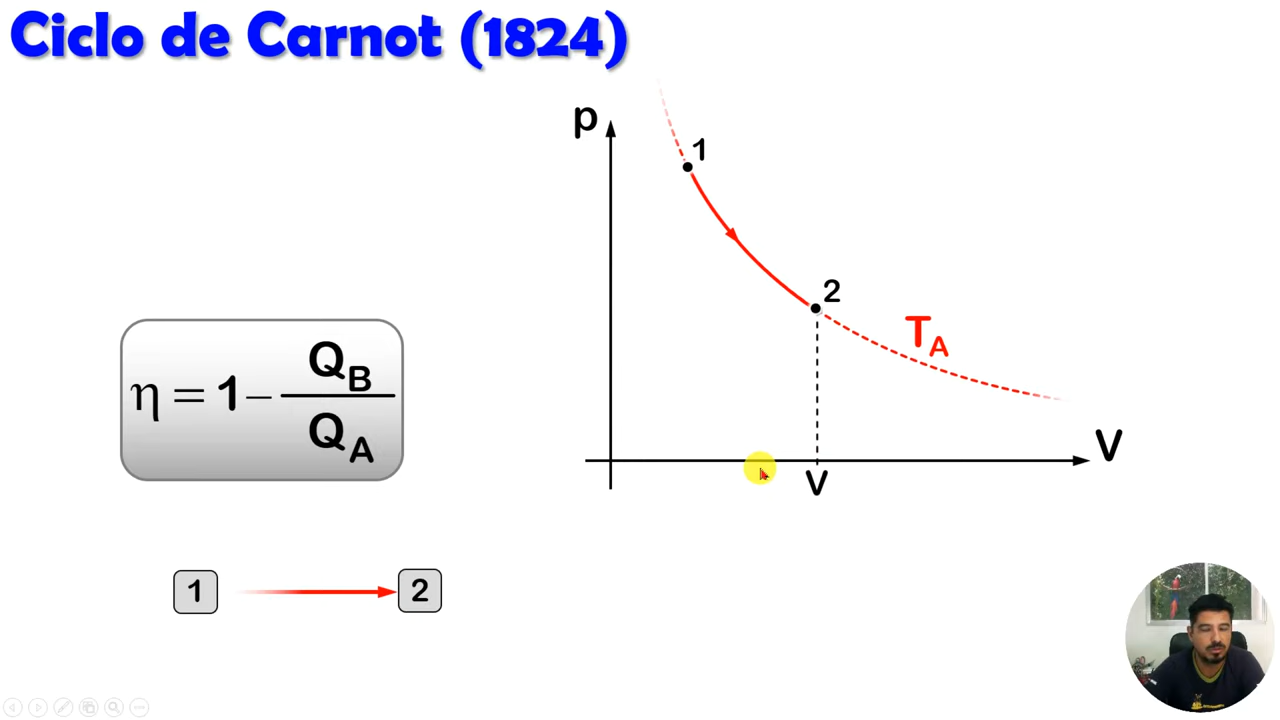 Ciclo de Carnot (1824)
p
1
2
T_A
V
V
η = 1 - Q_B / Q_A
1
2